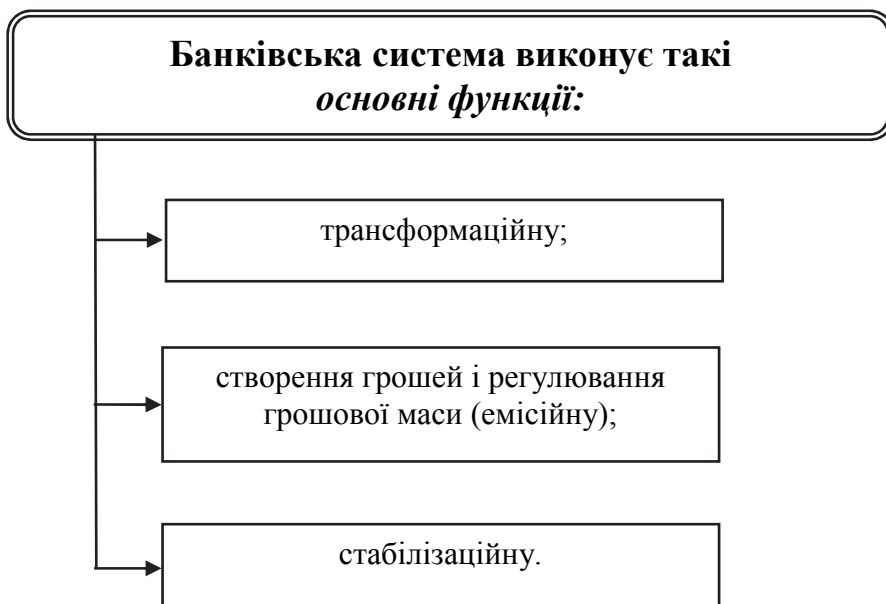 Банківська система виконує такі
основні функції:
трансформаційну;
створення грошей і регулювання
грошової маси (емісійну);
стабілізаційну.